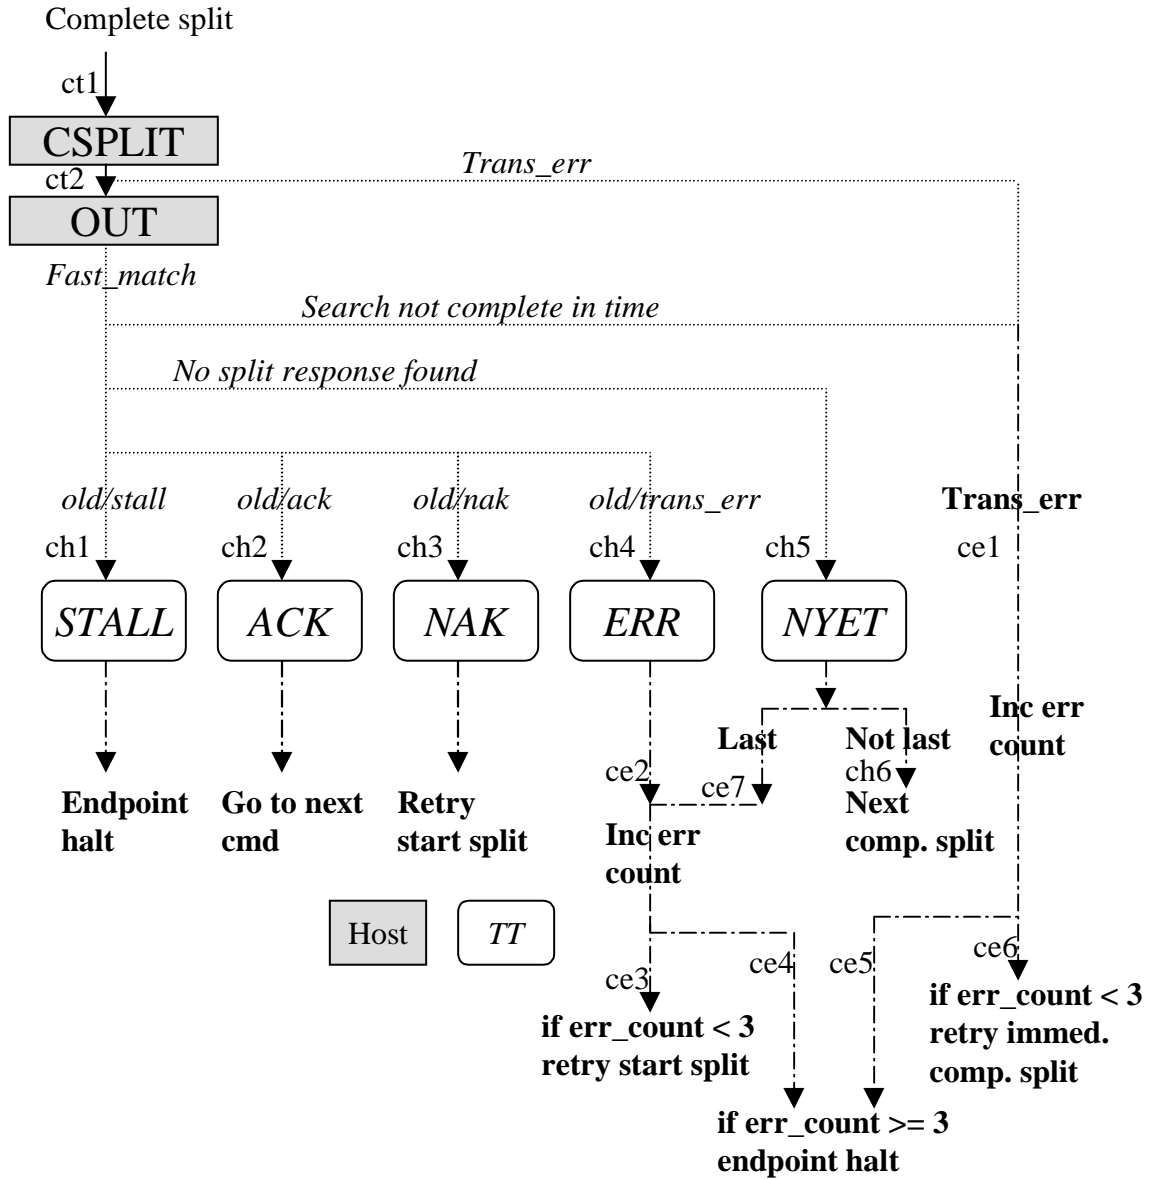 Complete split
ct1
CSPLIT
Trans_err
ct2
OUT
Fast_match
Search not complete in time
No split response found
old/stall
old/ack
old/nak
old/trans_err
Trans_err
ch1
ch2
ch3
ch4
ch5
ce1
STALL
ACK
NAK
ERR
NYET
Inc err
count
Last
Not last
ce2
ce7
ch6
Endpoint
halt
Go to next
cmd
Retry
start split
Next
comp. split
Inc err
count
Host
TT
ce3
ce4
ce5
ce6
if err_count < 3
retry start split
if err_count < 3
retry immed.
comp. split
if err_count >= 3
endpoint halt